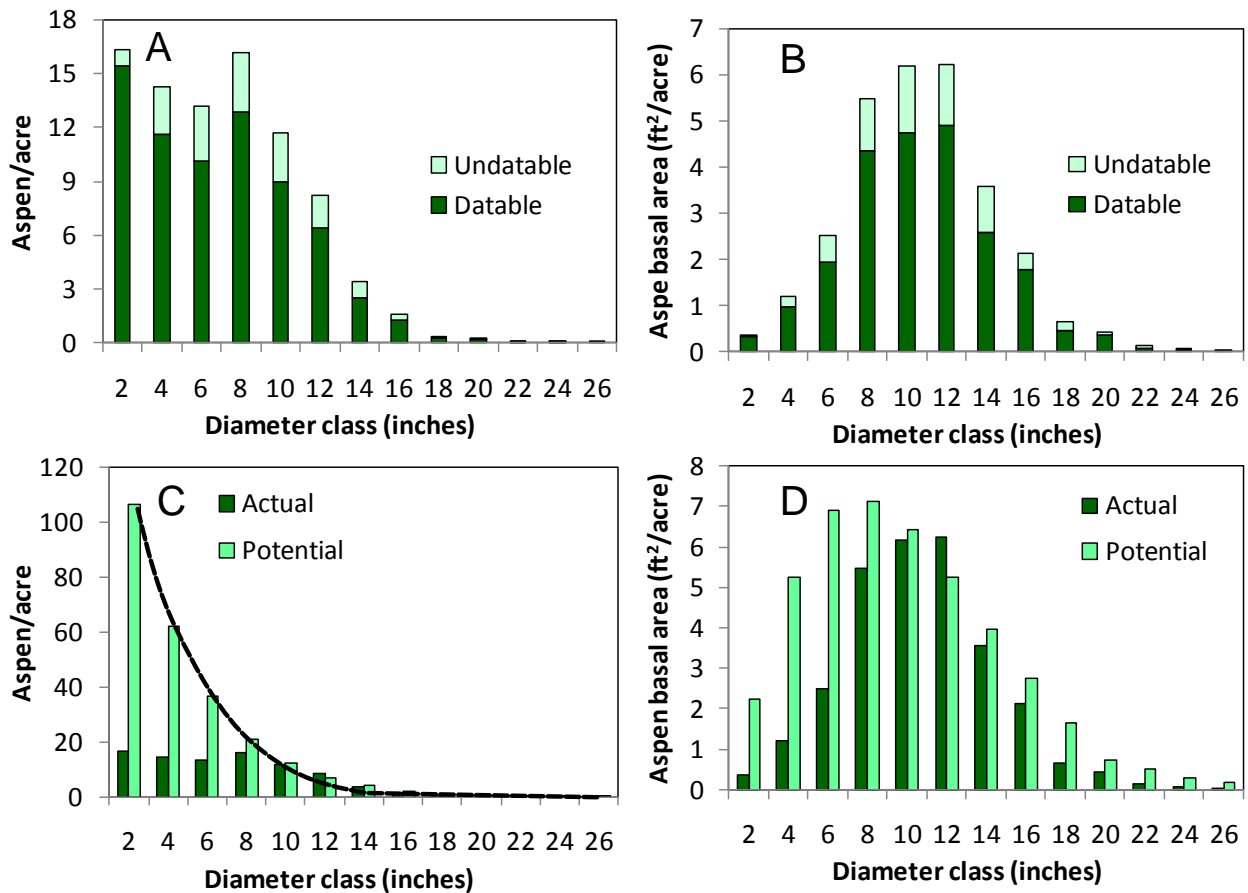 A
18
15
12
9
6
3
0
Aspen/acre
Undatable
Datable
2 4 6 8 10 12 14 16 18 20 22 24 26
Diameter class (inches)
B
7
6
5
4
3
2
1
0
Aspe basal area (ft²/acre)
Undatable
Datable
2 4 6 8 10 12 14 16 18 20 22 24 26
Diameter class (inches)
C
120
100
80
60
40
20
0
Aspen/acre
Actual
Potential
2 4 6 8 10 12 14 16 18 20 22 24 26
Diameter class (inches)
D
8
7
6
5
4
3
2
1
0
Aspen basal area (ft²/acre)
Actual
Potential
2 4 6 8 10 12 14 16 18 20 22 24 26
Diameter class (inches)